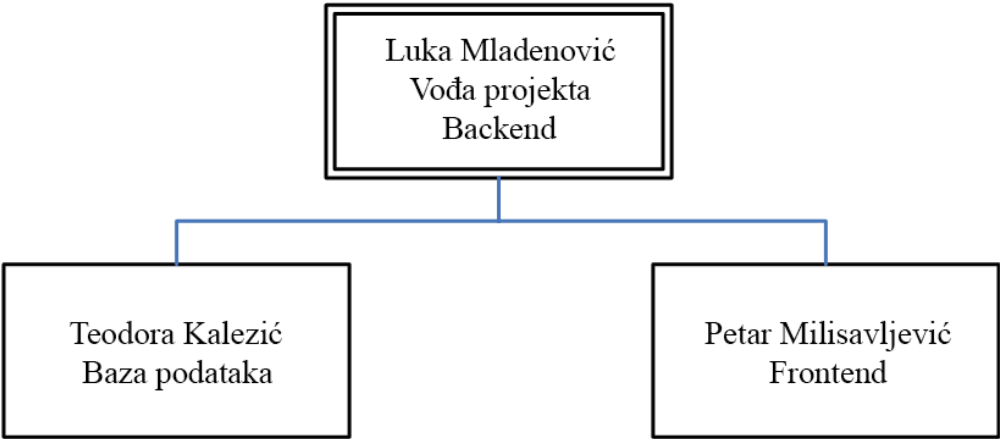 Luka Mladenović
Vođa projekta
Backend
Teodora Kalezić
Baza podataka
Petar Milisavljević
Frontend